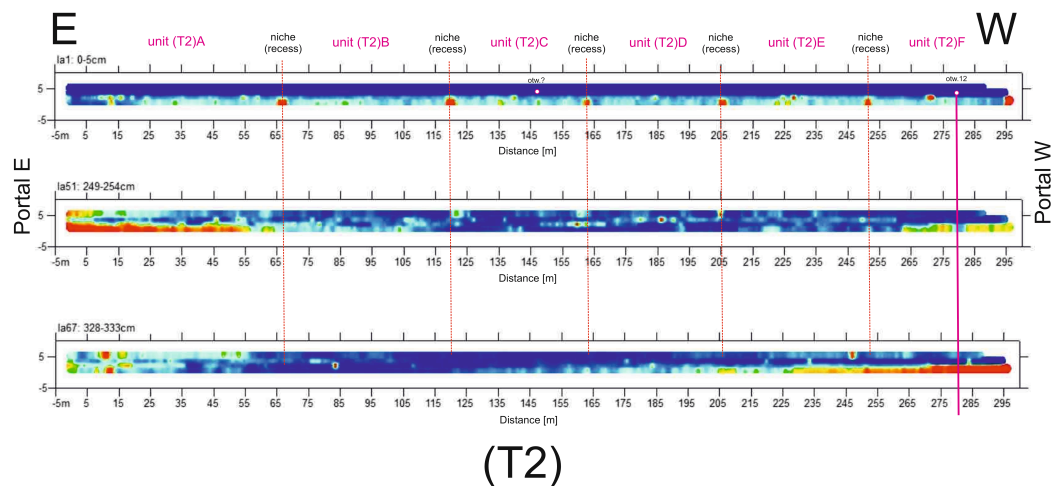 E
W
unit (T2)A
niche
(recess)
unit (T2)B
niche
(recess)
unit (T2)C
niche
(recess)
unit (T2)D
niche
(recess)
unit (T2)E
niche
(recess)
unit (T2)F
la1: 0-5cm
otw.?
otw.12
5
-5
-5m 5 15 25 35 45 55 65 75 85 95 105 115 125 135 145 155 165 175 185 195 205 215 225 235 245 255 265 275 285 295
Distance [m]
Portal E
Portal W
la51: 249-254cm
5
-5
-5m 5 15 25 35 45 55 65 75 85 95 105 115 125 135 145 155 165 175 185 195 205 215 225 235 245 255 265 275 285 295
Distance [m]
la67: 328-333cm
5
-5
-5m 5 15 25 35 45 55 65 75 85 95 105 115 125 135 145 155 165 175 185 195 205 215 225 235 245 255 265 275 285 295
Distance [m]
(T2)